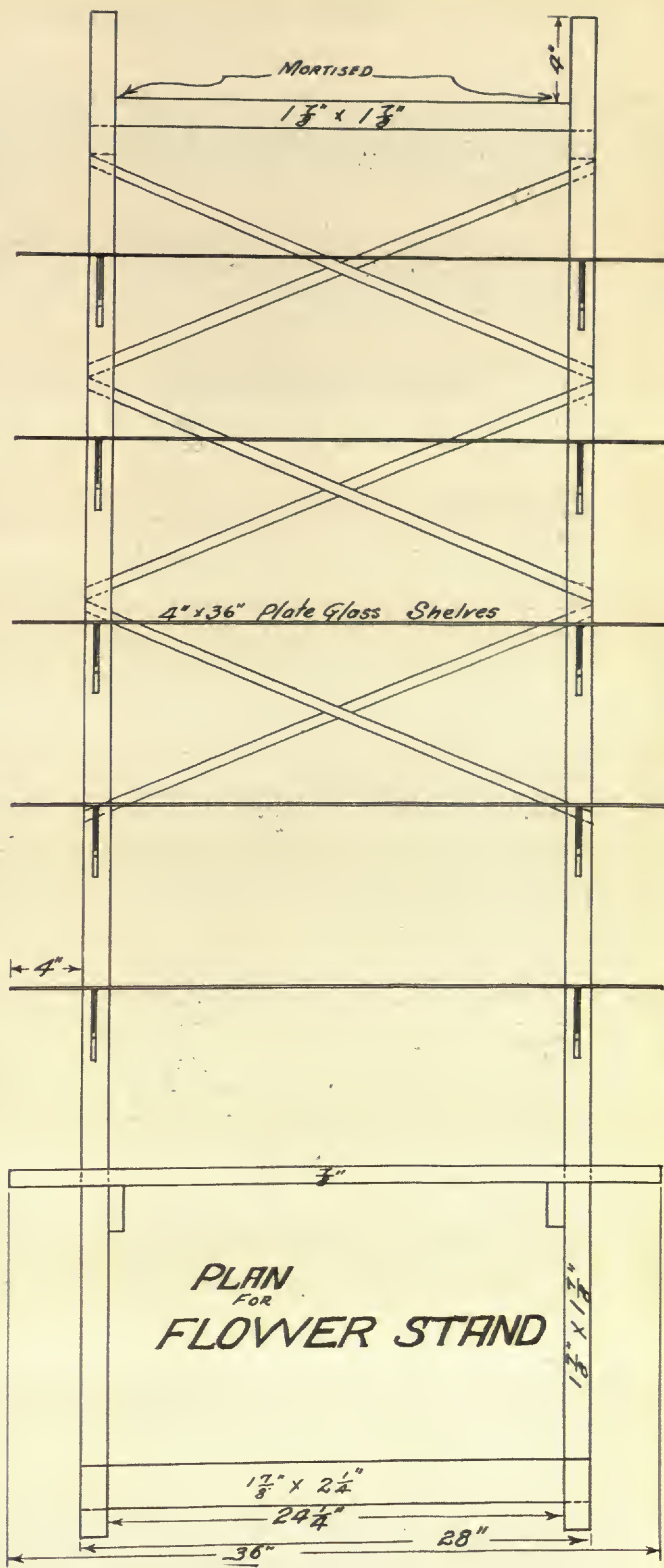 MORTISED
4"
1 7/8" x 1 7/8"
4" x 36" Plate Glass Shelves
4"
7/8"
PLAN
FOR
FLOWER STAND
1 7/8" x 1 7/8"
1 7/8" x 2 1/4"
24 1/4"
28"
36"